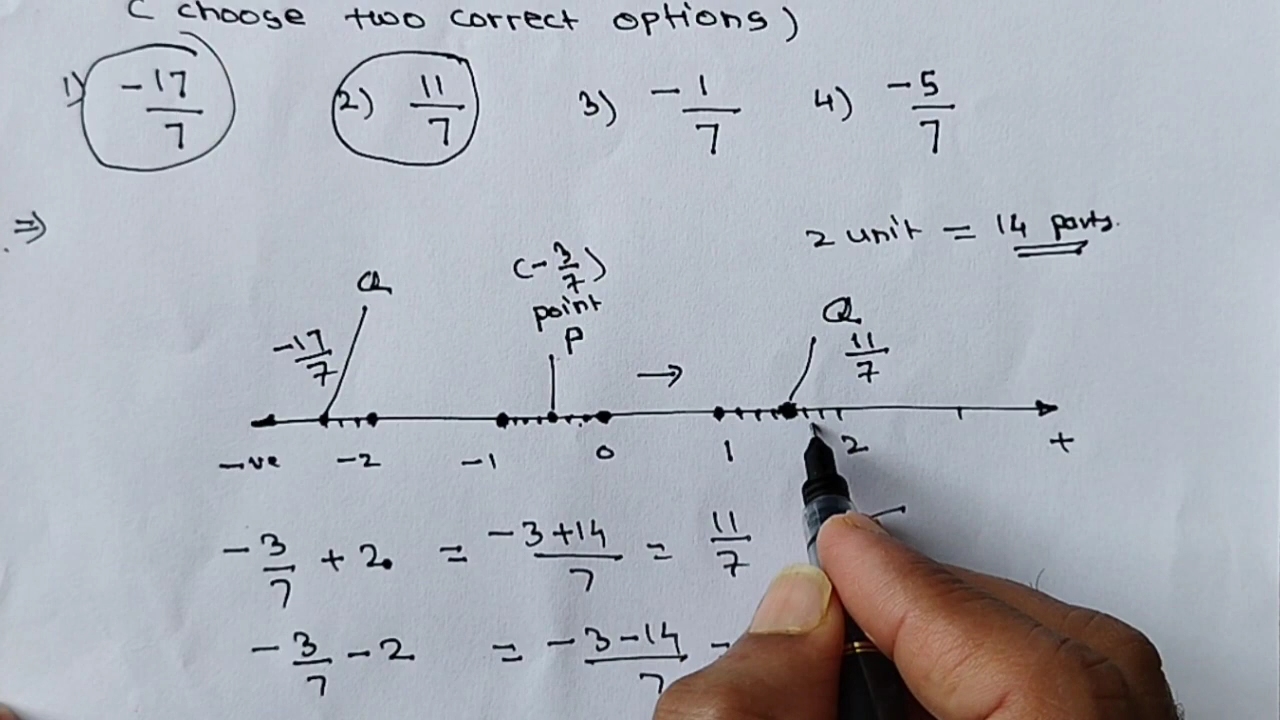 ( choose two correct options )
1) -17/7 2) 11/7 3) -1/7 4) -5/7
⇒ 2 unit = 14 parts.
(-3/7)
point
P
Q
-17/7
→
Q
11/7
-ve -2 -1 0 1 2 +
-3/7 + 2 = -3+14/7 = 11/7
-3/7 - 2 = -3-14/7